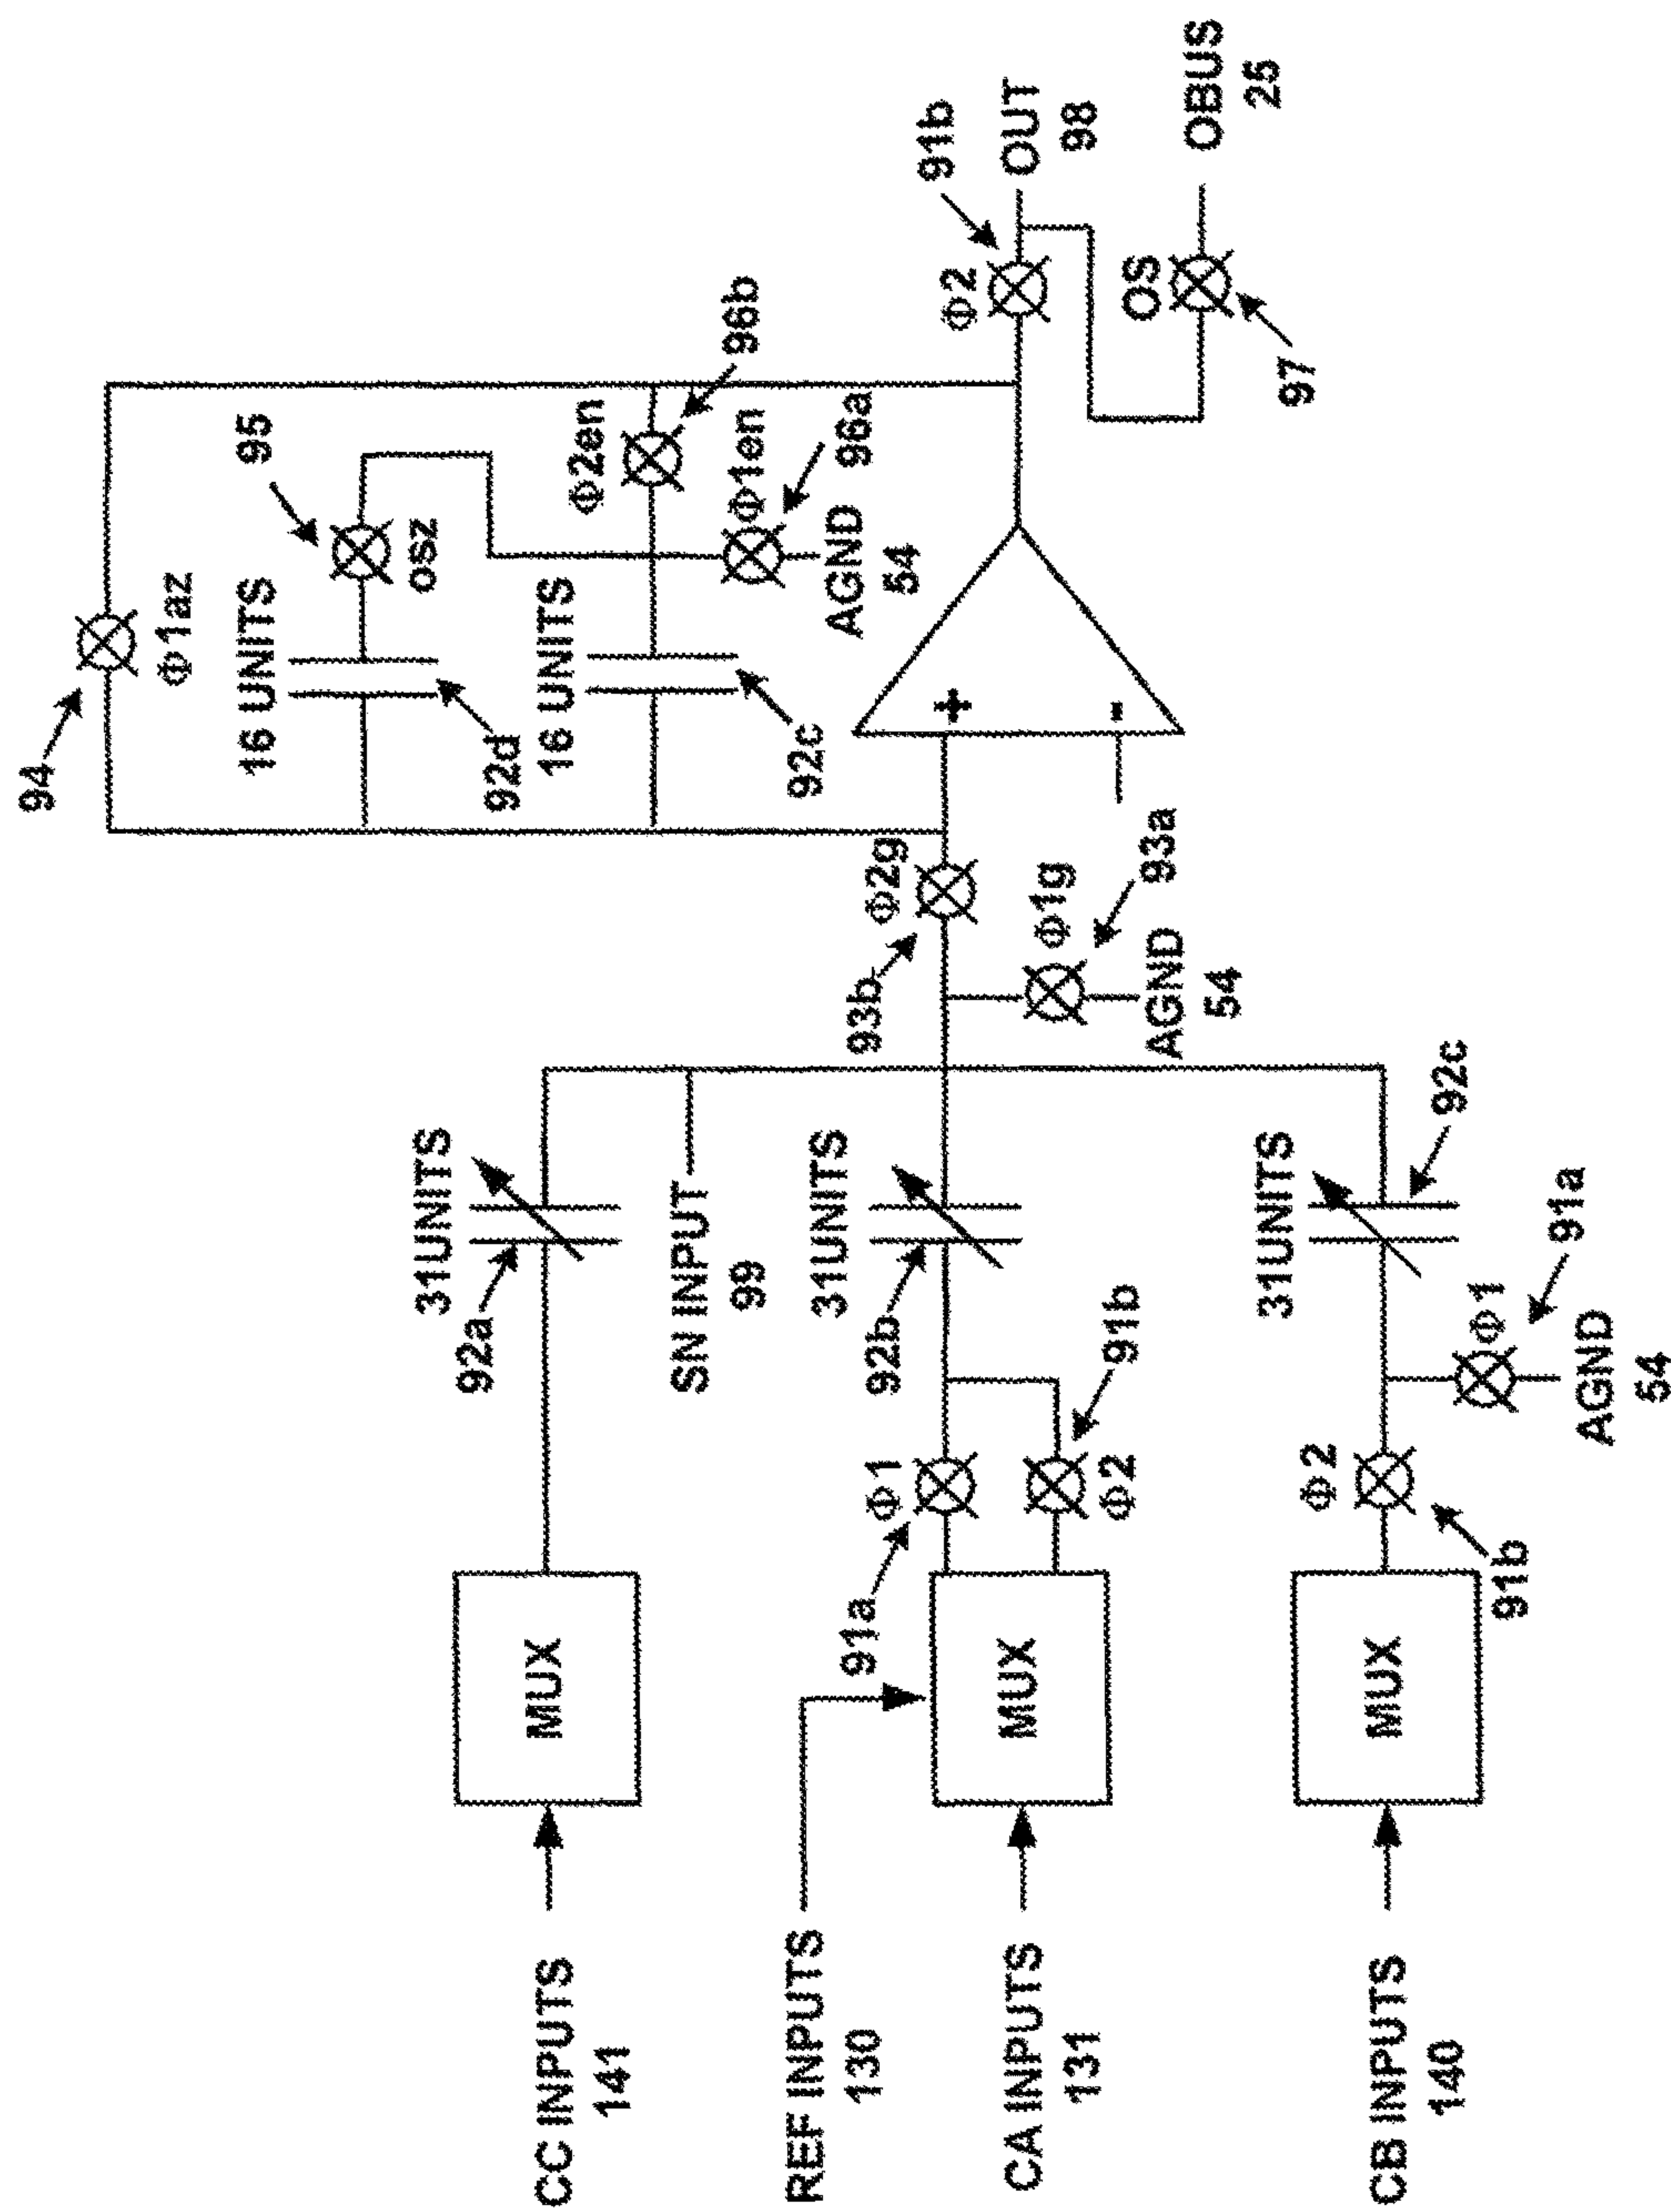 94
Φ1az
95
16 UNITS
osz
92d
16 UNITS
92c
Φ2en
96b
Φ1en
96a
AGND
54
+
-
Φ2
91b
OUT
98
OS
97
OBUS
25
CC INPUTS
141
MUX
92a
31UNITS
SN INPUT
99
REF INPUTS
130
CA INPUTS
131
MUX
91a
Φ1
Φ2
91b
92b
31UNITS
93b
Φ2g
Φ1g
93a
AGND
54
CB INPUTS
140
MUX
Φ2
91b
31UNITS
92c
Φ1
91a
AGND
54